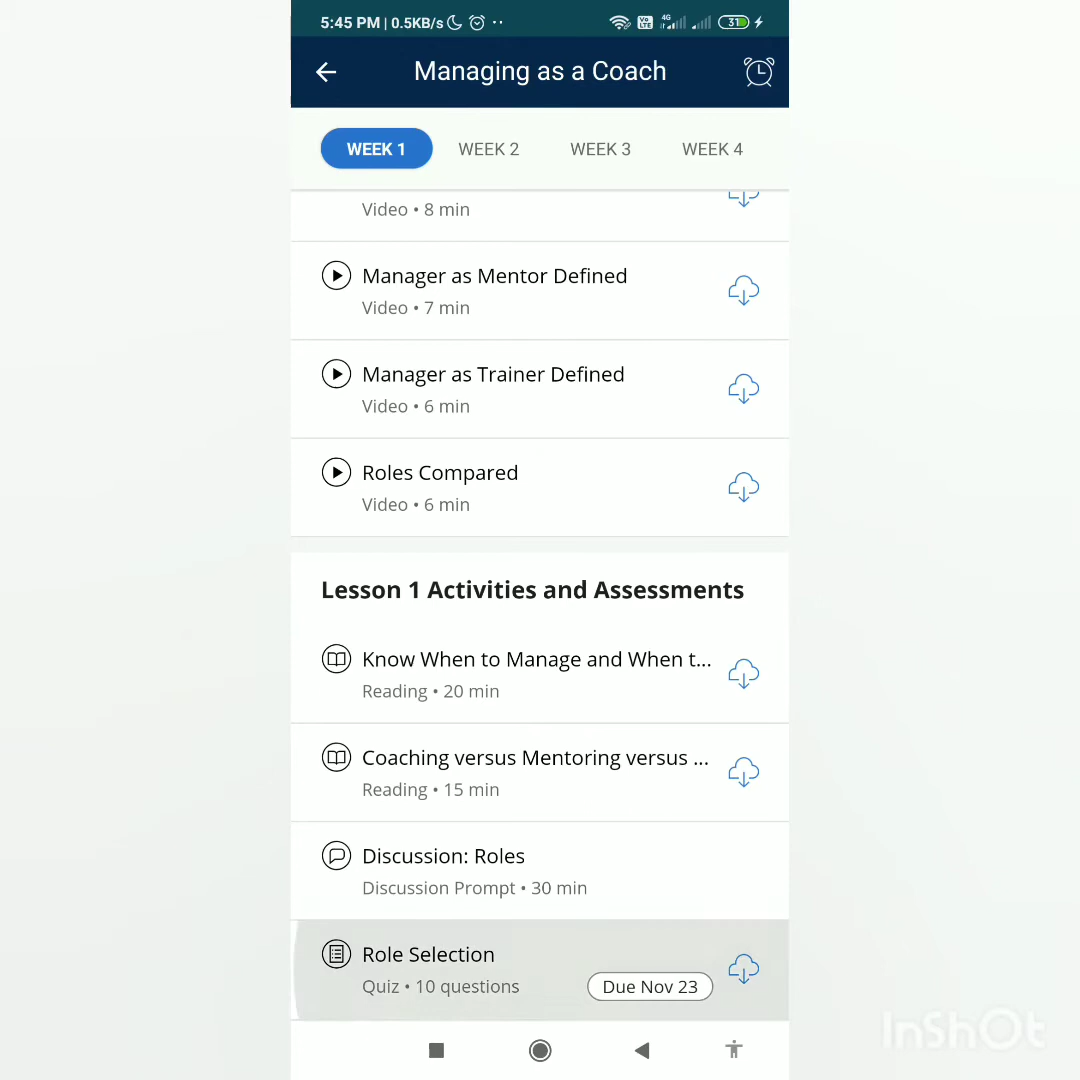 5:45 PM | 0.5KB/s
Vo LTE 4G 31
Managing as a Coach
WEEK 1 WEEK 2 WEEK 3 WEEK 4
Video • 8 min
Manager as Mentor Defined
Video • 7 min
Manager as Trainer Defined
Video • 6 min
Roles Compared
Video • 6 min
Lesson 1 Activities and Assessments
Know When to Manage and When t...
Reading • 20 min
Coaching versus Mentoring versus ...
Reading • 15 min
Discussion: Roles
Discussion Prompt • 30 min
Role Selection
Quiz • 10 questions
Due Nov 23
InShOt